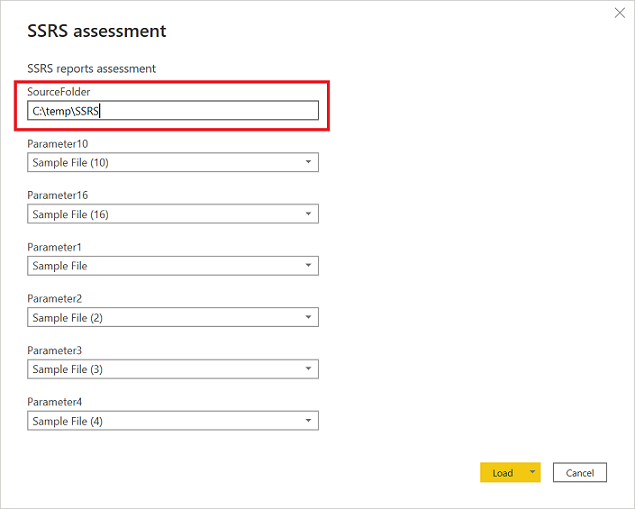 SSRS assessment
SSRS reports assessment
SourceFolder
C:\temp\SSRS
Parameter10
Sample File (10)
Parameter16
Sample File (16)
Parameter1
Sample File
Parameter2
Sample File (2)
Parameter3
Sample File (3)
Parameter4
Sample File (4)
Load
Cancel